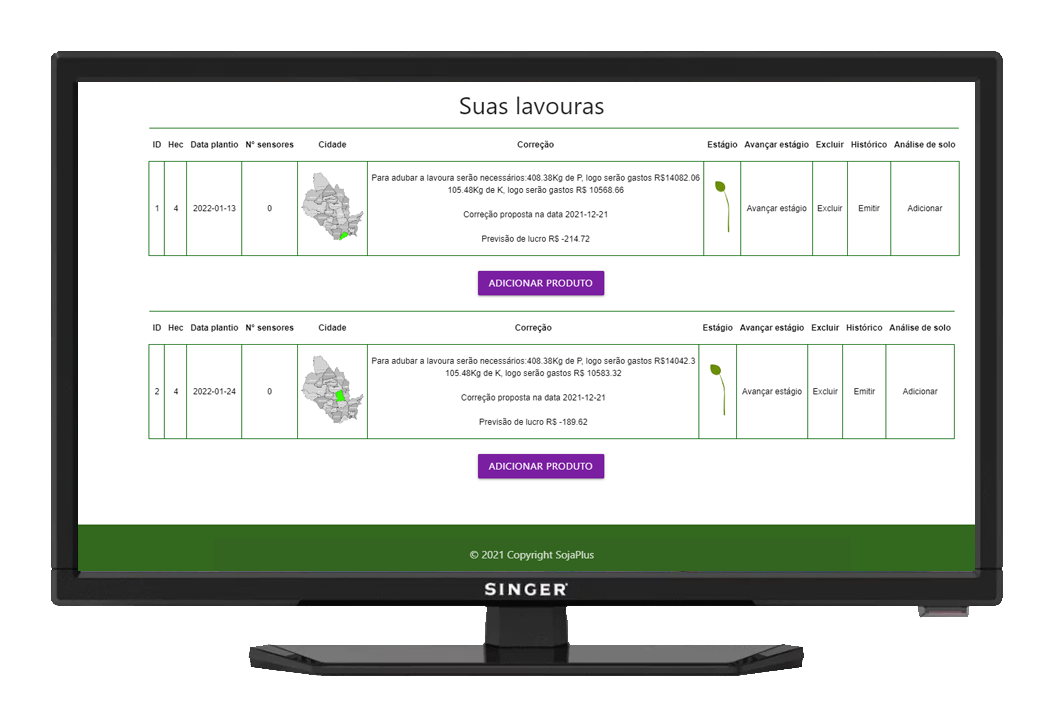 Suas lavouras
ID Hec Data plantio N° sensores Cidade Correção Estágio Avançar estágio Excluir Histórico Análise de solo
Para adubar a lavoura serão necessários:408.38Kg de P, logo serão gastos R$14082.06
105.48Kg de K, logo serão gastos R$ 10568.66
1 4 2022-01-13 0 Avançar estágio Excluir Emitir Adicionar
Correção proposta na data 2021-12-21
Previsão de lucro R$ -214.72
ADICIONAR PRODUTO
ID Hec Data plantio N° sensores Cidade Correção Estágio Avançar estágio Excluir Histórico Análise de solo
Para adubar a lavoura serão necessários:408.38Kg de P, logo serão gastos R$14042.3
105.48Kg de K, logo serão gastos R$ 10583.32
2 4 2022-01-24 0 Avançar estágio Excluir Emitir Adicionar
Correção proposta na data 2021-12-21
Previsão de lucro R$ -189.62
ADICIONAR PRODUTO
© 2021 Copyright SojaPlus
SINGER